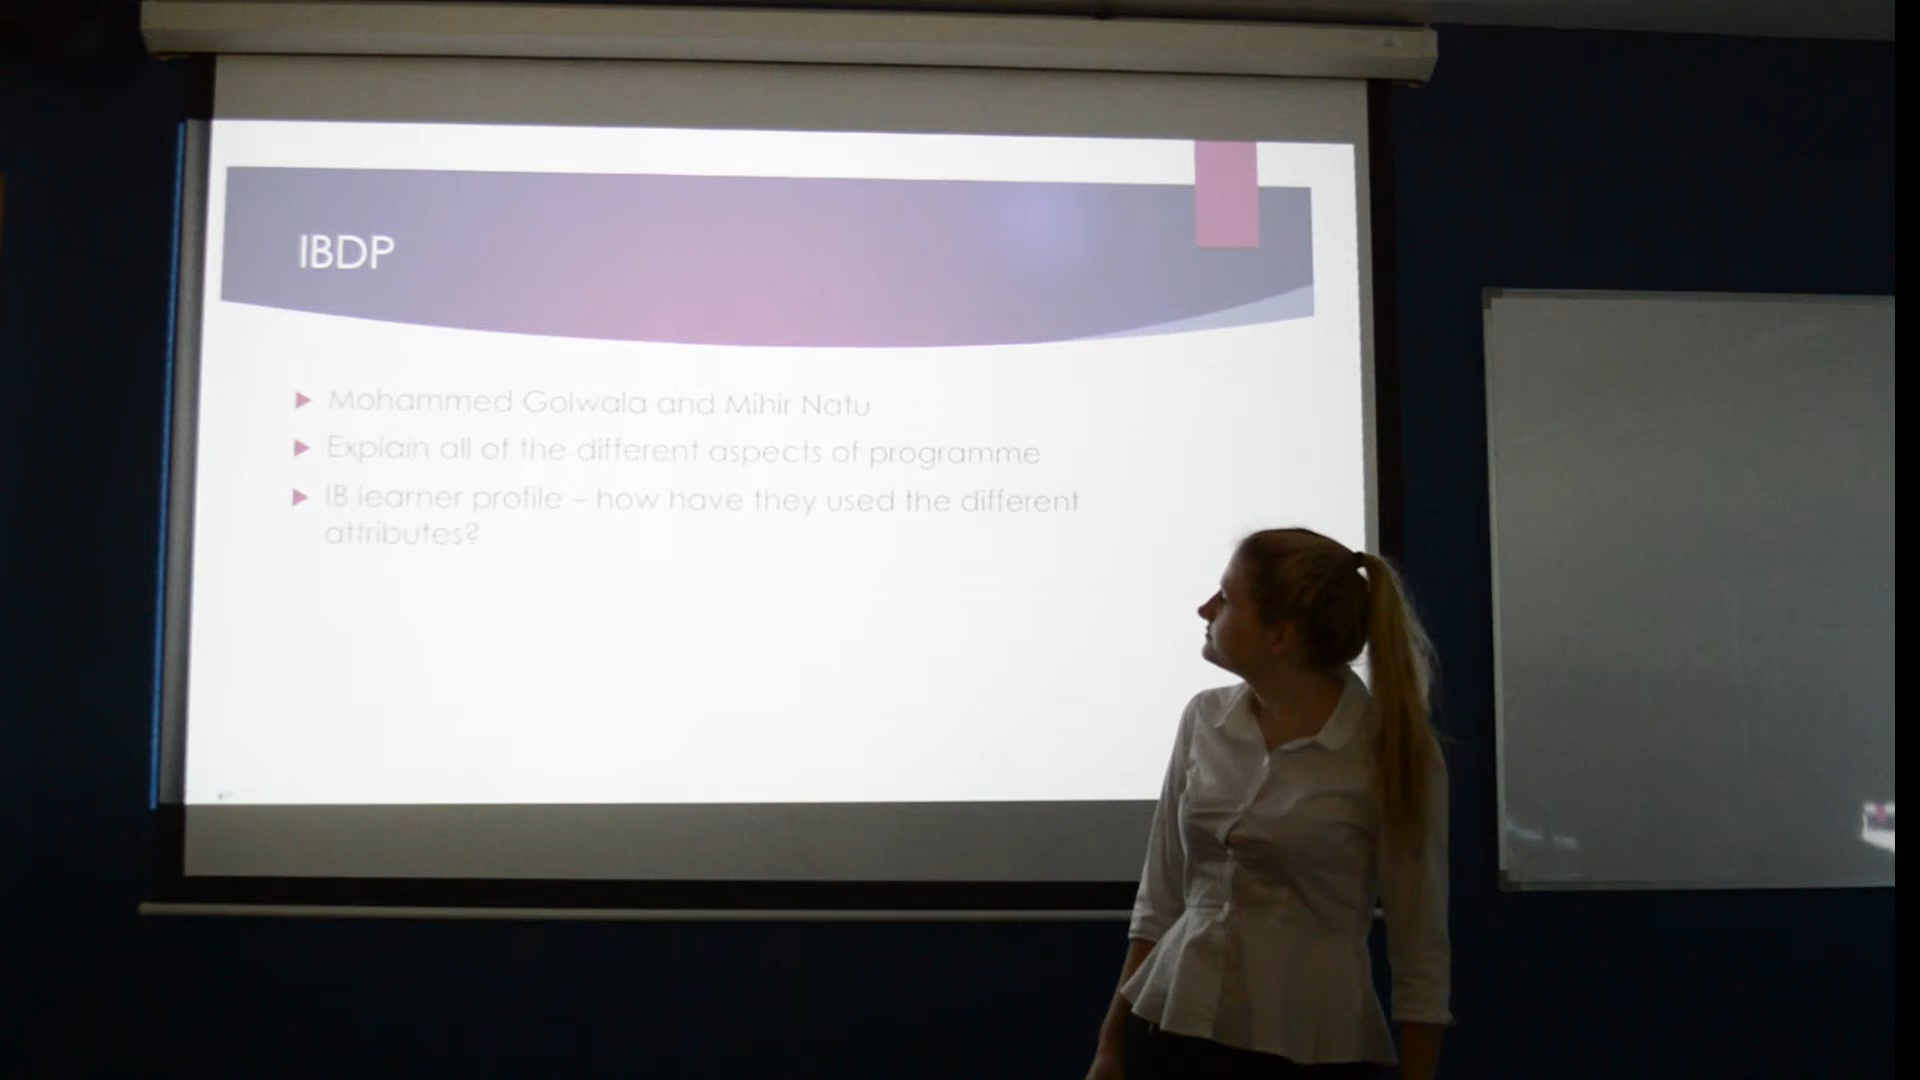 IBDP
Mohammed Golwala and Mihir Natu
Explain all of the different aspects of programme
IB learner profile – how have they used the different
attributes?